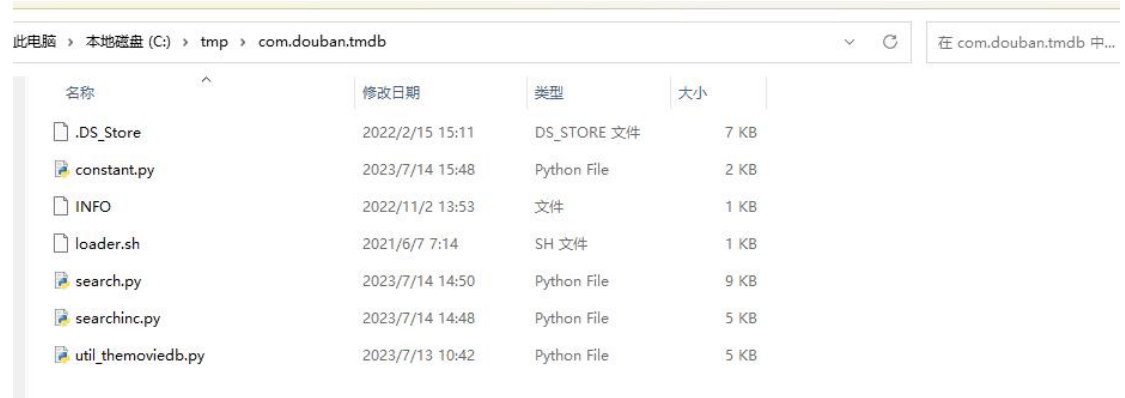 此电脑 › 本地磁盘 (C:) › tmp › com.douban.tmdb 在 com.douban.tmdb 中...
名称 修改日期 类型 大小
.DS_Store 2022/2/15 15:11 DS_STORE 文件 7 KB
constant.py 2023/7/14 15:48 Python File 2 KB
INFO 2022/11/2 13:53 文件 1 KB
loader.sh 2021/6/7 7:14 SH 文件 1 KB
search.py 2023/7/14 14:50 Python File 9 KB
searchinc.py 2023/7/14 14:48 Python File 5 KB
util_themoviedb.py 2023/7/13 10:42 Python File 5 KB